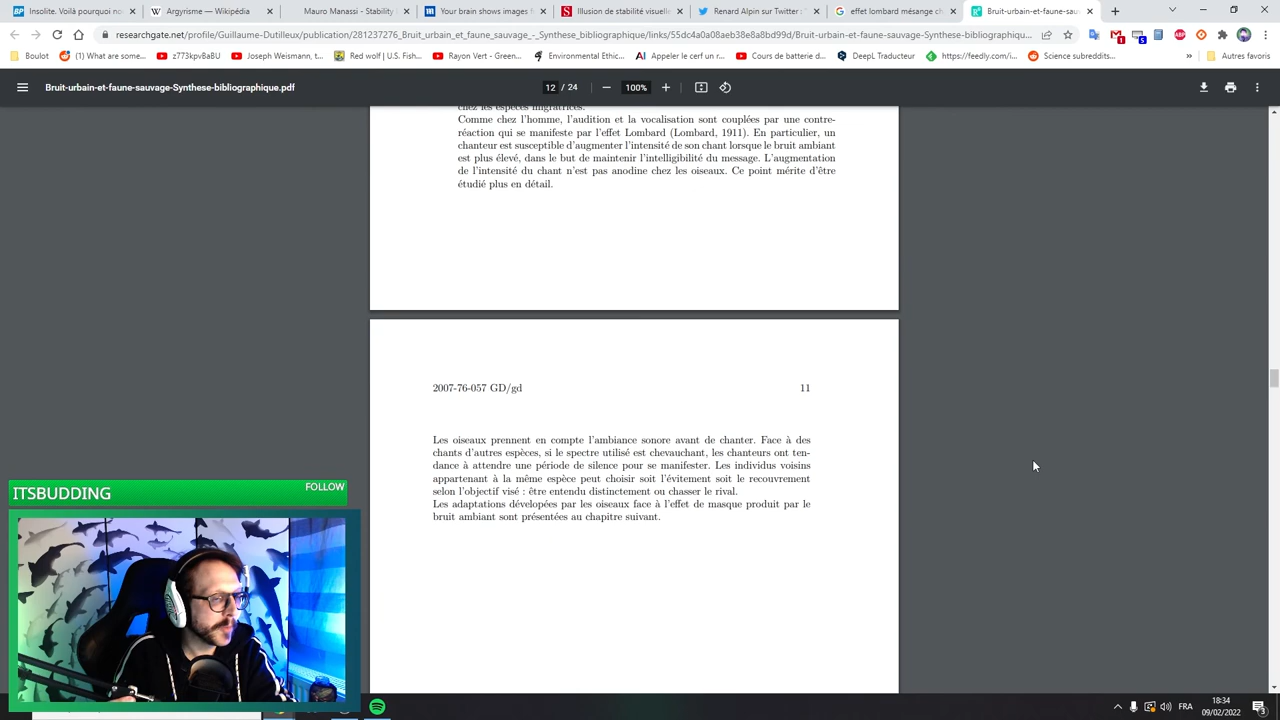 Insolite. Voilà pourquoi no
Argyrisme — Wikipédia
Mauro Manassi - Stability
Your brain shows images f
Illusion de stabilité visuelle
Renard Alpin sur Twitter :
effet lombard mésange ch
Bruit-urbain-et-faune-sau
researchgate.net/profile/Guillaume-Dutilleux/publication/281237276_Bruit_urbain_et_faune_sauvage_-_Synthese_bibliographique/links/55dc4a0a08aeb38e8a8bd99d/Bruit-urbain-et-faune-sauvage-Synthese-bibliographiqu...
Boulot
(1) What are some...
z773kpvBaBU
Joseph Weismann, t...
Red wolf | U.S. Fish...
Rayon Vert - Green...
Environmental Ethic...
Appeler le cerf un r...
Cours de batterie d...
DeepL Traducteur
https://feedly.com/i...
Science subreddits...
»
Autres favoris
Bruit-urbain-et-faune-sauvage-Synthese-bibliographique.pdf
12 / 24
100%
chez les espèces migratrices.
Comme chez l'homme, l'audition et la vocalisation sont couplées par une contre-
réaction qui se manifeste par l'effet Lombard (Lombard, 1911). En particulier, un
chanteur est susceptible d'augmenter l'intensité de son chant lorsque le bruit ambiant
est plus élevé, dans le but de maintenir l'intelligibilité du message. L'augmentation
de l'intensité du chant n'est pas anodine chez les oiseaux. Ce point mérite d'être
étudié plus en détail.
2007-76-057 GD/gd
11
Les oiseaux prennent en compte l'ambiance sonore avant de chanter. Face à des
chants d'autres espèces, si le spectre utilisé est chevauchant, les chanteurs ont ten-
dance à attendre une période de silence pour se manifester. Les individus voisins
appartenant à la même espèce peut choisir soit l'évitement soit le recouvrement
selon l'objectif visé : être entendu distinctement ou chasser le rival.
Les adaptations dévelopées par les oiseaux face à l'effet de masque produit par le
bruit ambiant sont présentées au chapitre suivant.
ITSBUDDING
FOLLOW
FRA
18:34
09/02/2022